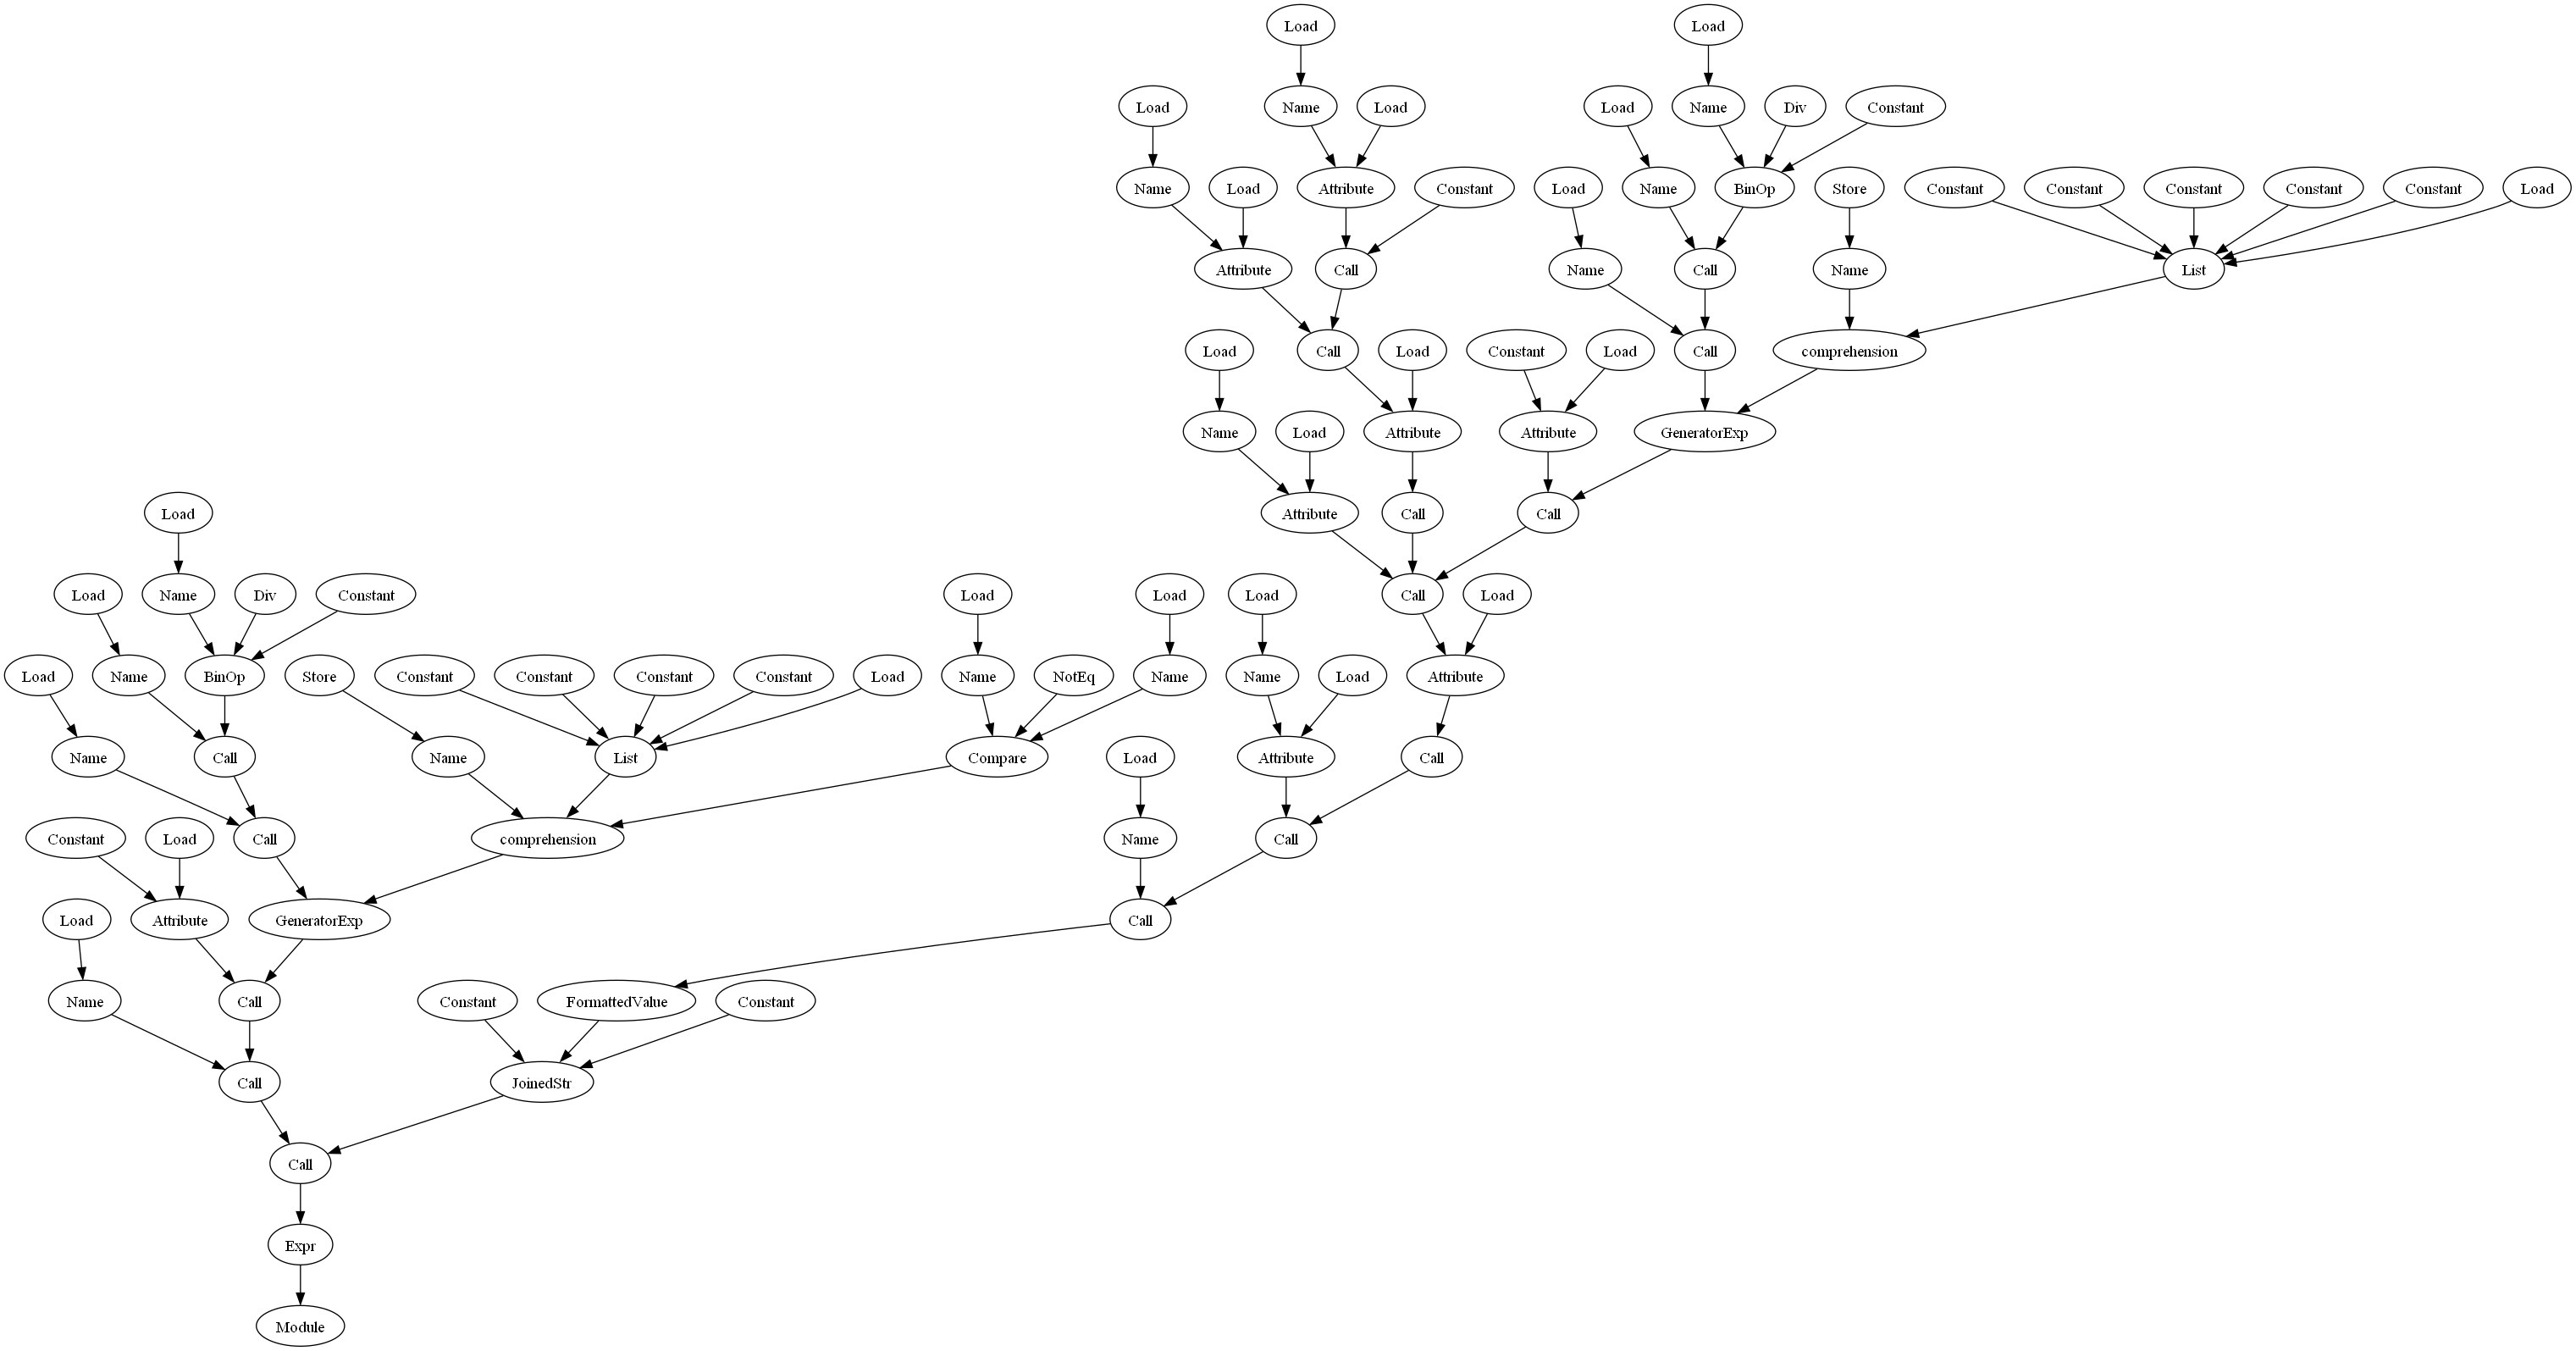 Load Load
Load Name Load Load Name Div Constant
Name Load Attribute Constant Load Name BinOp Store Constant Constant Constant Constant Constant Load
Attribute Call Name Call Name List
Load Call Load Constant Load Call comprehension
Name Load Attribute Attribute GeneratorExp
Load Attribute Call Call
Load Name Div Constant Load Load Load Call Load
Load Name BinOp Store Constant Constant Constant Constant Load Name NotEq Name Name Load Attribute
Name Call Name List Compare Load Attribute Call
Constant Load Call comprehension Name Call
Load Attribute GeneratorExp Call
Name Call Constant FormattedValue Constant
Call JoinedStr
Call
Expr
Module